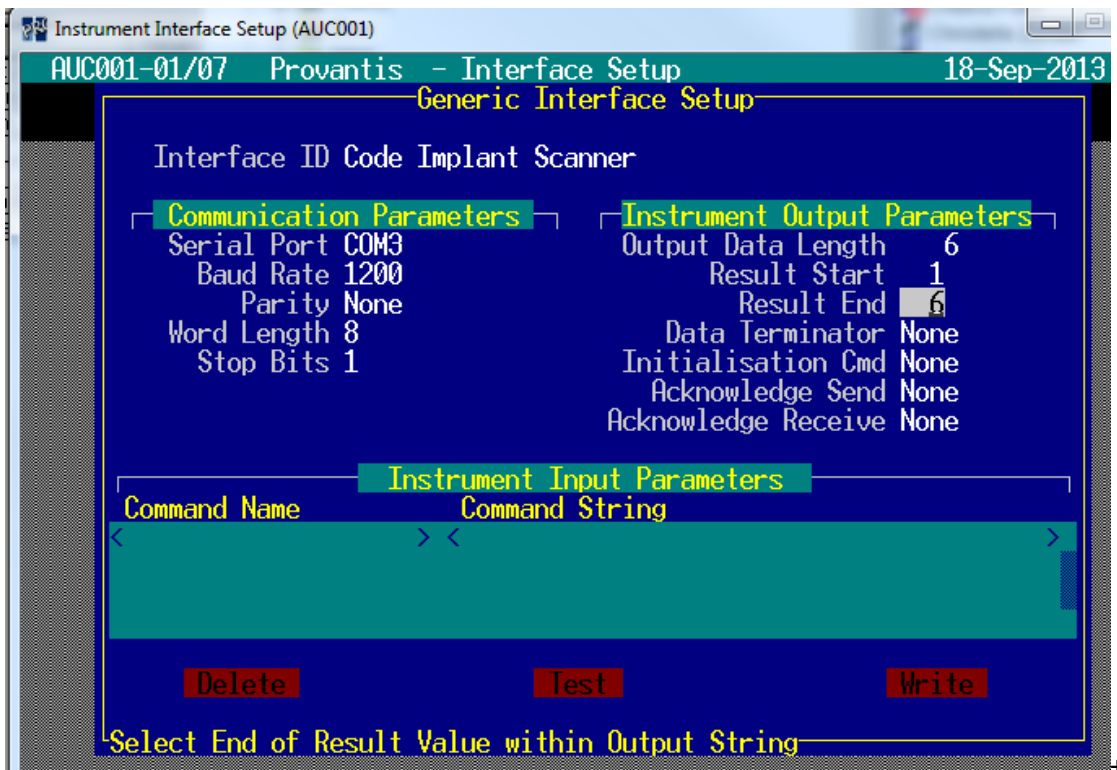 Instrument Interface Setup (AUC001)
AUC001-01/07 Provantis - Interface Setup 18-Sep-2013
Generic Interface Setup
Interface ID Code Implant Scanner
Communication Parameters Instrument Output Parameters
Serial Port COM3 Output Data Length 6
Baud Rate 1200 Result Start 1
Parity None Result End 6
Word Length 8 Data Terminator None
Stop Bits 1 Initialisation Cmd None
Acknowledge Send None
Acknowledge Receive None
Instrument Input Parameters
Command Name Command String
< > < >
Delete Test Write
Select End of Result Value within Output String